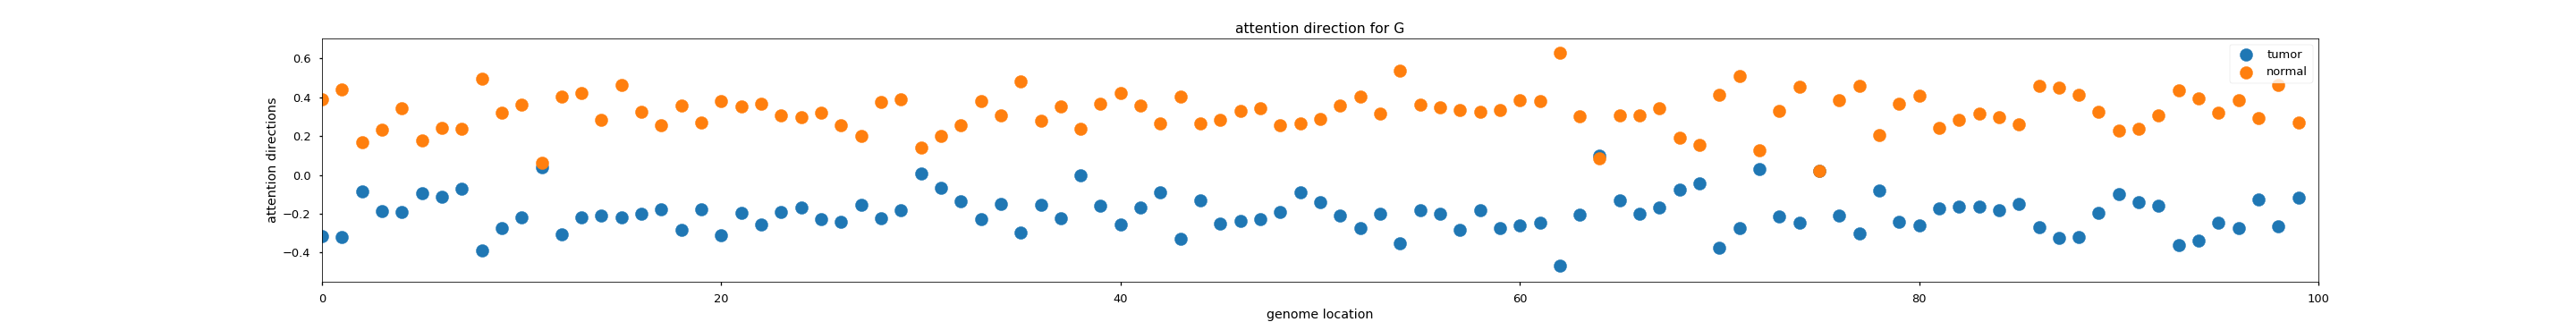 attention direction for G
attention directions
0.6
0.4
0.2
0.0
−0.2
−0.4
tumor
normal
0
20
40
60
80
100
genome location